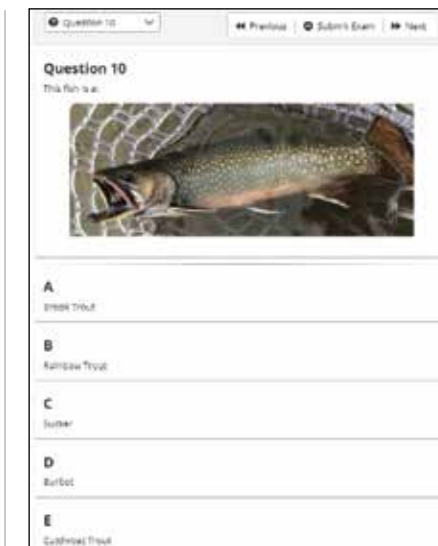 Question 10
Previous
Submit Exam
Next
Question 10
This fish is a:
A
Brook Trout
B
Rainbow Trout
C
Sucker
D
Burbot
E
Cutthroat Trout